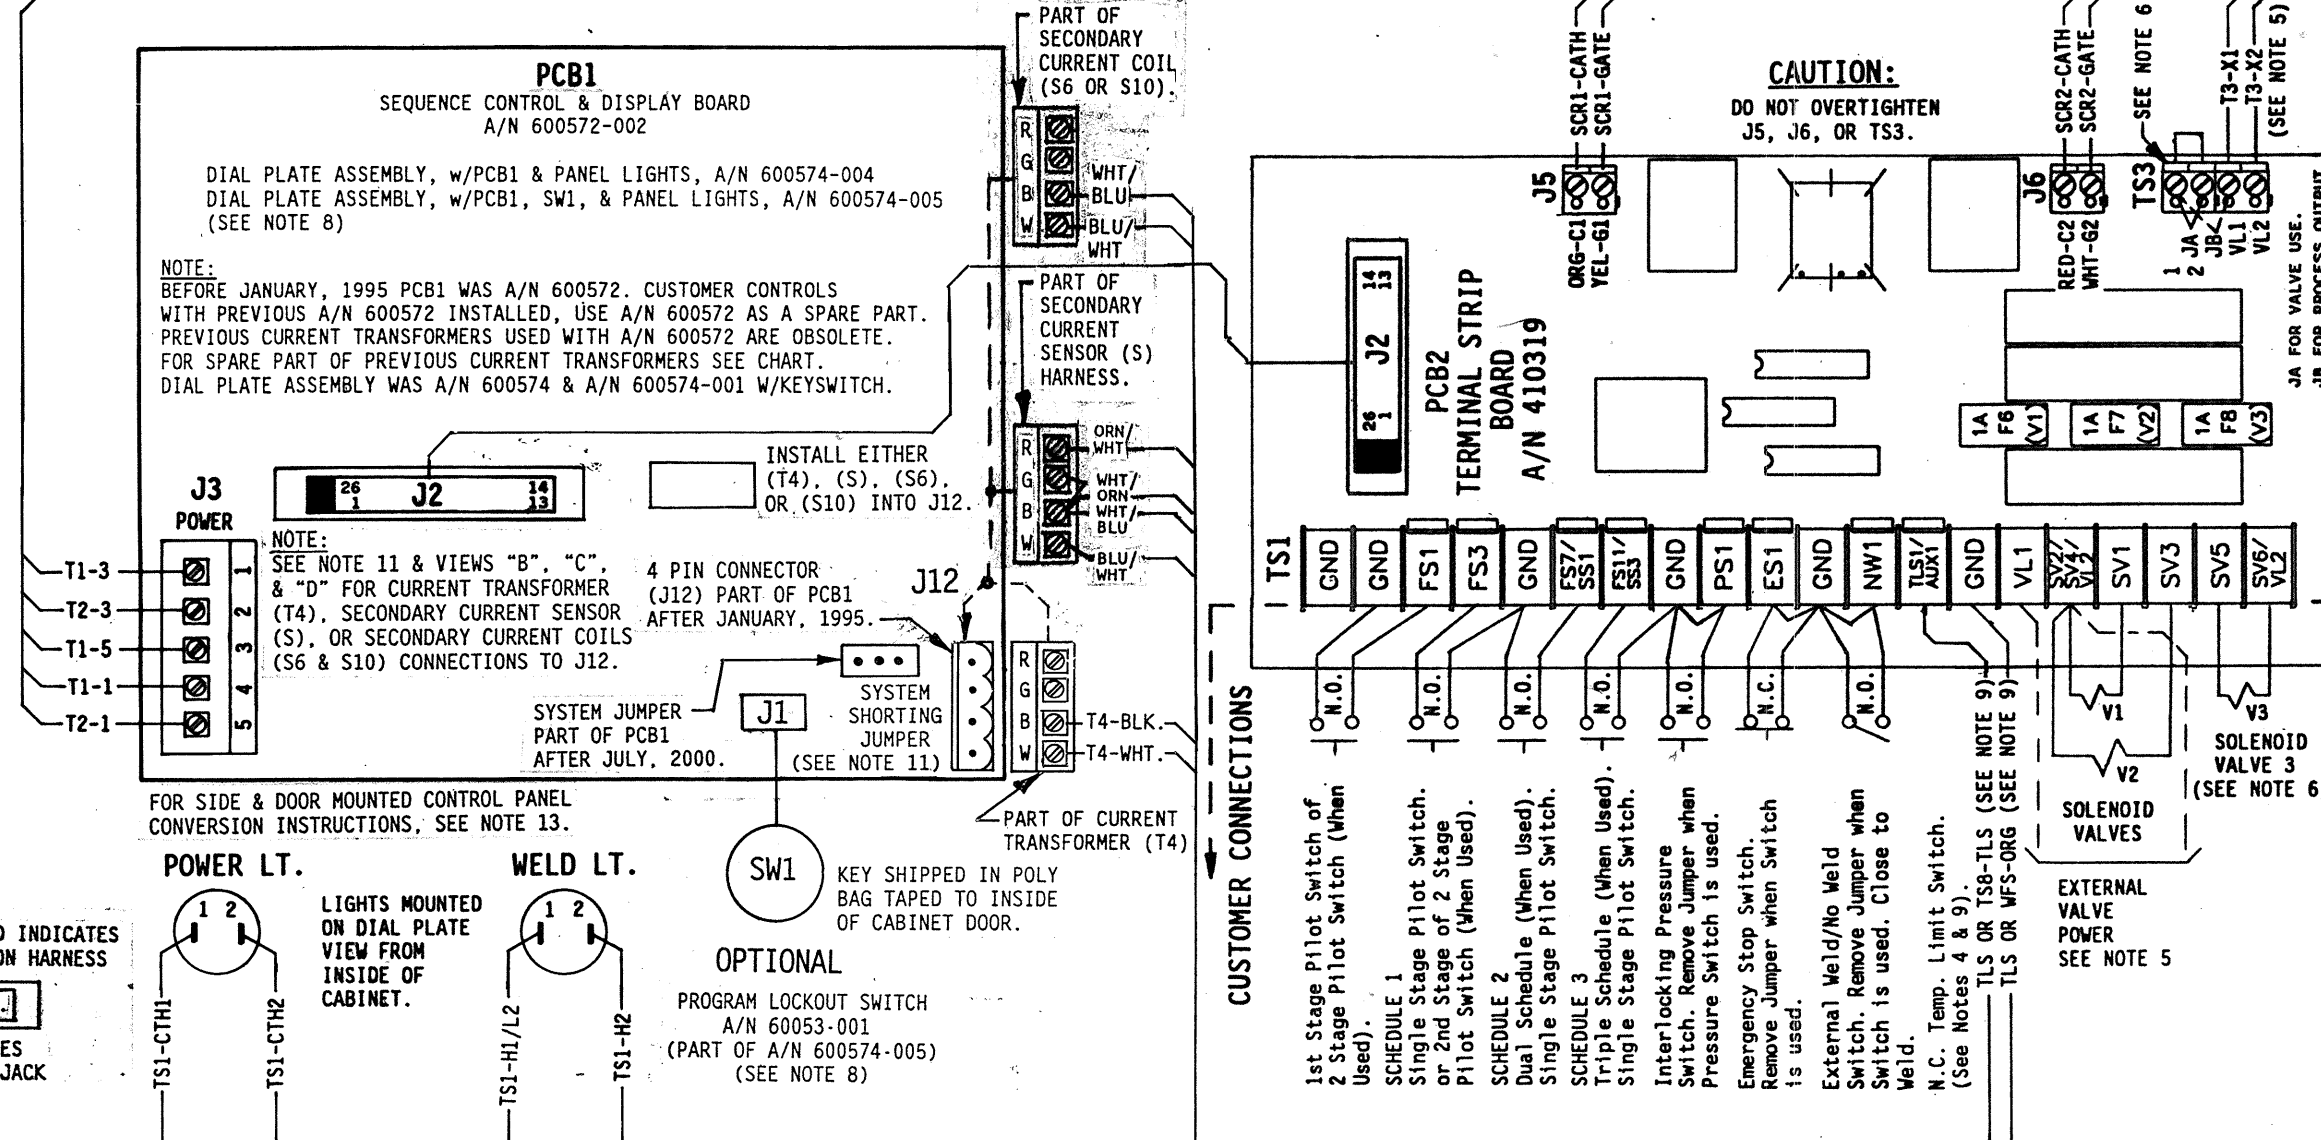 PCB1
SEQUENCE CONTROL & DISPLAY BOARD
A/N 600572-002
DIAL PLATE ASSEMBLY, w/PCB1 & PANEL LIGHTS, A/N 600574-004
DIAL PLATE ASSEMBLY, w/PCB1, SW1, & PANEL LIGHTS, A/N 600574-005
(SEE NOTE 8)
NOTE:
BEFORE JANUARY, 1995 PCB1 WAS A/N 600572. CUSTOMER CONTROLS
WITH PREVIOUS A/N 600572 INSTALLED, USE A/N 600572 AS A SPARE PART.
PREVIOUS CURRENT TRANSFORMERS USED WITH A/N 600572 ARE OBSOLETE.
FOR SPARE PART OF PREVIOUS CURRENT TRANSFORMERS SEE CHART.
DIAL PLATE ASSEMBLY WAS A/N 600574 & A/N 600574-001 W/KEYSWITCH.
J3
POWER
1
2
3
4
5
T1-3
T2-3
T1-5
T1-1
T2-1
26
1
J2
14
13
INSTALL EITHER
(T4), (S), (S6),
OR (S10) INTO J12.
NOTE:
SEE NOTE 11 & VIEWS "B", "C",
& "D" FOR CURRENT TRANSFORMER
(T4), SECONDARY CURRENT SENSOR
(S), OR SECONDARY CURRENT COILS
(S6 & S10) CONNECTIONS TO J12.
4 PIN CONNECTOR
(J12) PART OF PCB1
AFTER JANUARY, 1995.
J12
SYSTEM JUMPER
PART OF PCB1
AFTER JULY, 2000.
J1
SYSTEM
SHORTING
JUMPER
(SEE NOTE 11)
R
G
B
W
T4-BLK.
T4-WHT.
PART OF CURRENT
TRANSFORMER (T4)
PART OF
SECONDARY
CURRENT COIL
(S6 OR S10).
R
G
B
W
WHT/
BLU
BLU/
WHT
PART OF
SECONDARY
CURRENT
SENSOR (S)
HARNESS.
R
G
B
W
ORN/
WHT
WHT/
ORN
WHT/
BLU
BLU/
WHT
FOR SIDE & DOOR MOUNTED CONTROL PANEL
CONVERSION INSTRUCTIONS, SEE NOTE 13.
POWER LT.
1 2
TS1-CTH1
TS1-CTH2
LIGHTS MOUNTED
ON DIAL PLATE
VIEW FROM
INSIDE OF
CABINET.
WELD LT.
1 2
TS1-H1/L2
TS1-H2
SW1
KEY SHIPPED IN POLY
BAG TAPED TO INSIDE
OF CABINET DOOR.
OPTIONAL
PROGRAM LOCKOUT SWITCH
A/N 60053-001
(PART OF A/N 600574-005)
(SEE NOTE 8)
INDICATES
ON HARNESS
ES
JACK
CAUTION:
DO NOT OVERTIGHTEN
J5, J6, OR TS3.
SCR1-CATH
SCR1-GATE
J5
ORG-C1
YEL-G1
SCR2-CATH
SCR2-GATE
J6
RED-C2
WHT-G2
SEE NOTE 6
TS3
T3-X1
T3-X2
(SEE NOTE 5)
1
2
JA
JB
VL1
VL2
JA FOR VALVE USE.
JB FOR PROCESS OUTPUT
J2
14
13
26
1
PCB2
TERMINAL STRIP
BOARD
A/N 410319
1A
F6
(V1)
1A
F7
(V2)
1A
F8
(V3)
TS1
GND
GND
FS1
FS3
GND
FS7/
SS1
FS11/
SS3
GND
PS1
ES1
GND
NW1
TLS1/
AUX1
GND
VL1
SV2/
SV4/
VL2
SV1
SV3
SV5
SV6/
VL2
CUSTOMER CONNECTIONS
N.O.
N.O.
N.O.
N.O.
N.O.
N.C.
N.O.
1st Stage Pilot Switch of
2 Stage Pilot Switch (When
Used).
SCHEDULE 1
Single Stage Pilot Switch.
or 2nd Stage of 2 Stage
Pilot Switch (When Used).
SCHEDULE 2
Dual Schedule (When Used).
Single Stage Pilot Switch.
SCHEDULE 3
Triple Schedule (When Used).
Single Stage Pilot Switch.
Interlocking Pressure
Switch. Remove Jumper when
Pressure Switch is used.
Emergency Stop Switch.
Remove Jumper when Switch
is used.
External Weld/No Weld
Switch. Remove Jumper when
Switch is used. Close to
Weld.
N.C. Temp. Limit Switch.
(See Notes 4 & 9).
TLS OR TS8-TLS (SEE NOTE 9)
TLS OR WFS-ORG (SEE NOTE 9)
V1
V2
SOLENOID
VALVES
V3
SOLENOID
VALVE 3
(SEE NOTE 6
EXTERNAL
VALVE
POWER
SEE NOTE 5